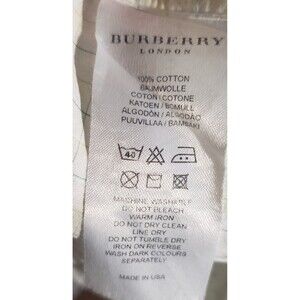 BURBERRY
LONDON
100% COTTON
BAUMWOLLE
COTON / COTONE
KATOEN / BOMULL
ALGODÓN / ALGODÃO
PUUVILLAA / BAMBAKI
40
MACHINE WASHABLE
DO NOT BLEACH
WARM IRON
DO NOT DRY CLEAN
LINE DRY
DO NOT TUMBLE DRY
IRON ON REVERSE
WASH DARK COLOURS
SEPARATELY
MADE IN USA